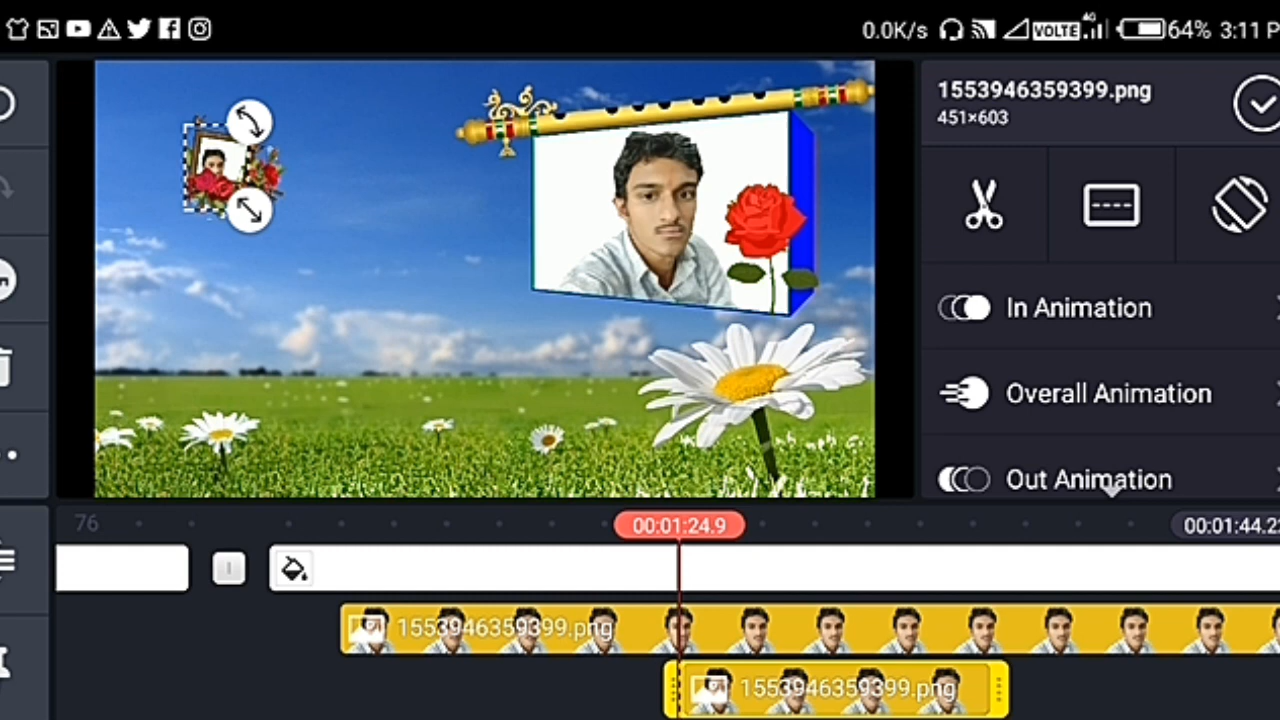 0.0K/s VOLTE 4G 64% 3:11 P
1553946359399.png
451×603
In Animation
Overall Animation
Out Animation
76
00:01:24.9
00:01:44.2
1553946359399.png
1553946359399.png